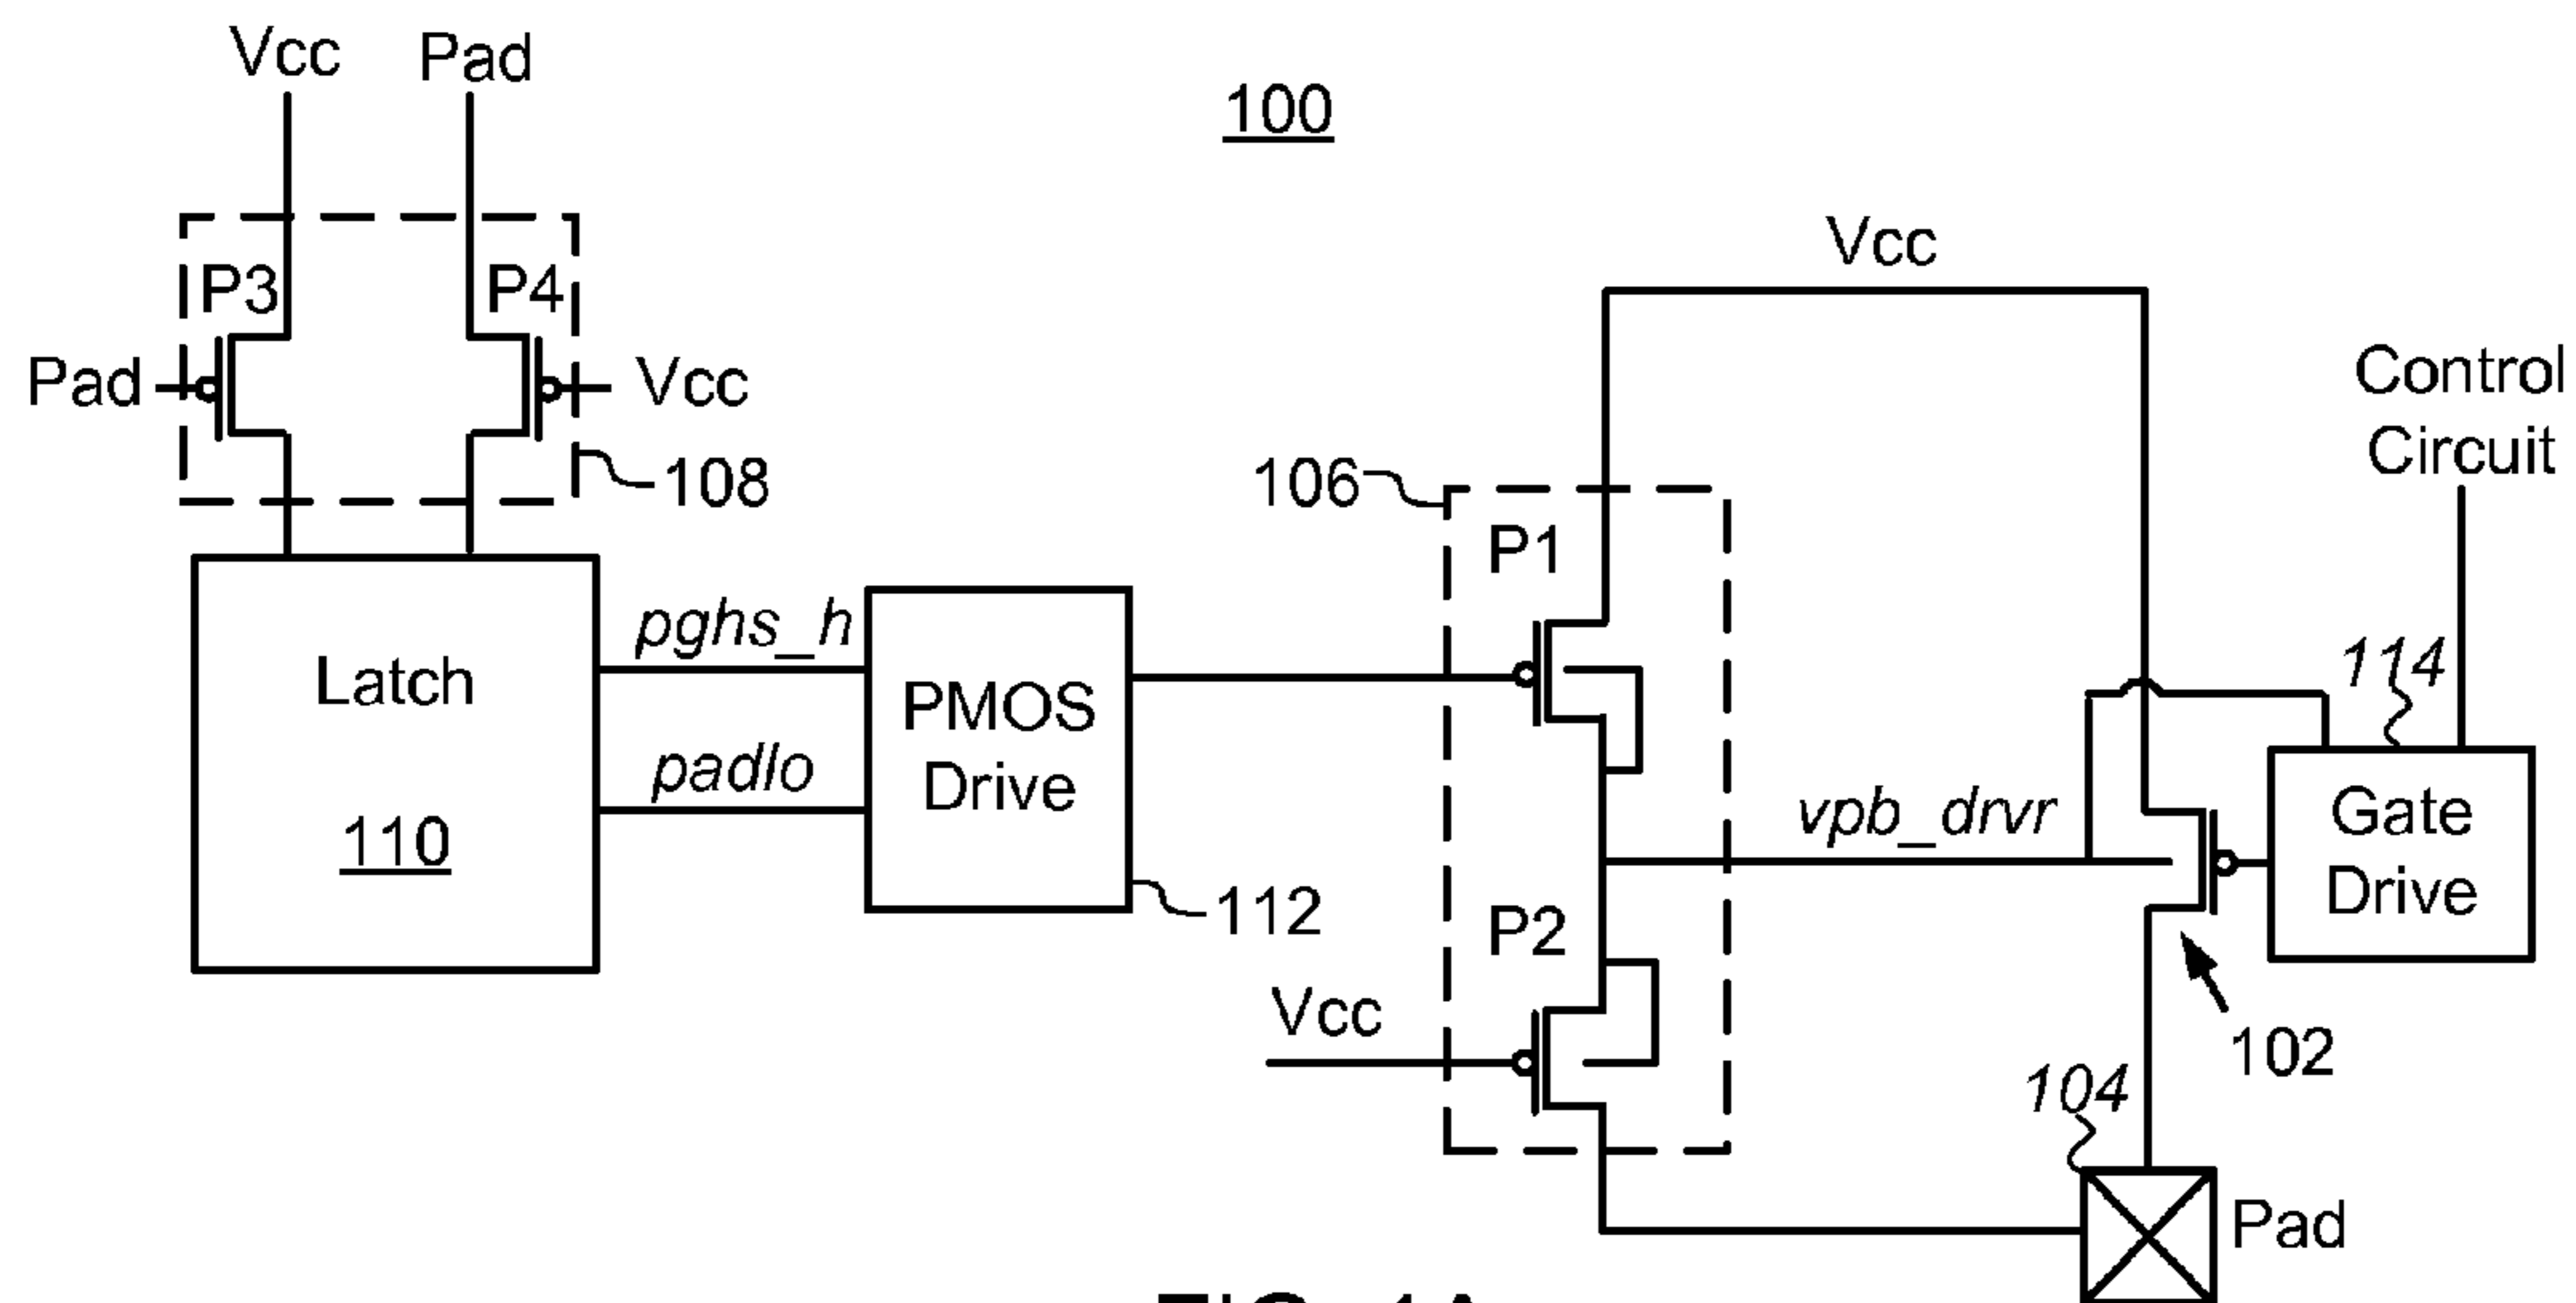 Vcc
Pad
100
Vcc
P3
P4
Pad
Vcc
Control
Circuit
108
106
P1
pghs_h
Latch
PMOS
Drive
114
padlo
110
vpb_drvr
Gate
Drive
112
P2
Vcc
102
104
Pad